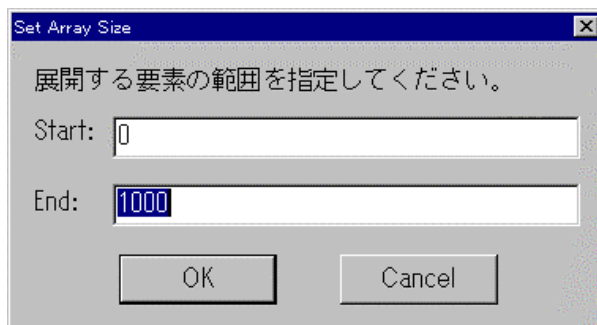 Set Array Size
展開する要素の範囲を指定してください。
Start: 0
End: 1000
OK Cancel